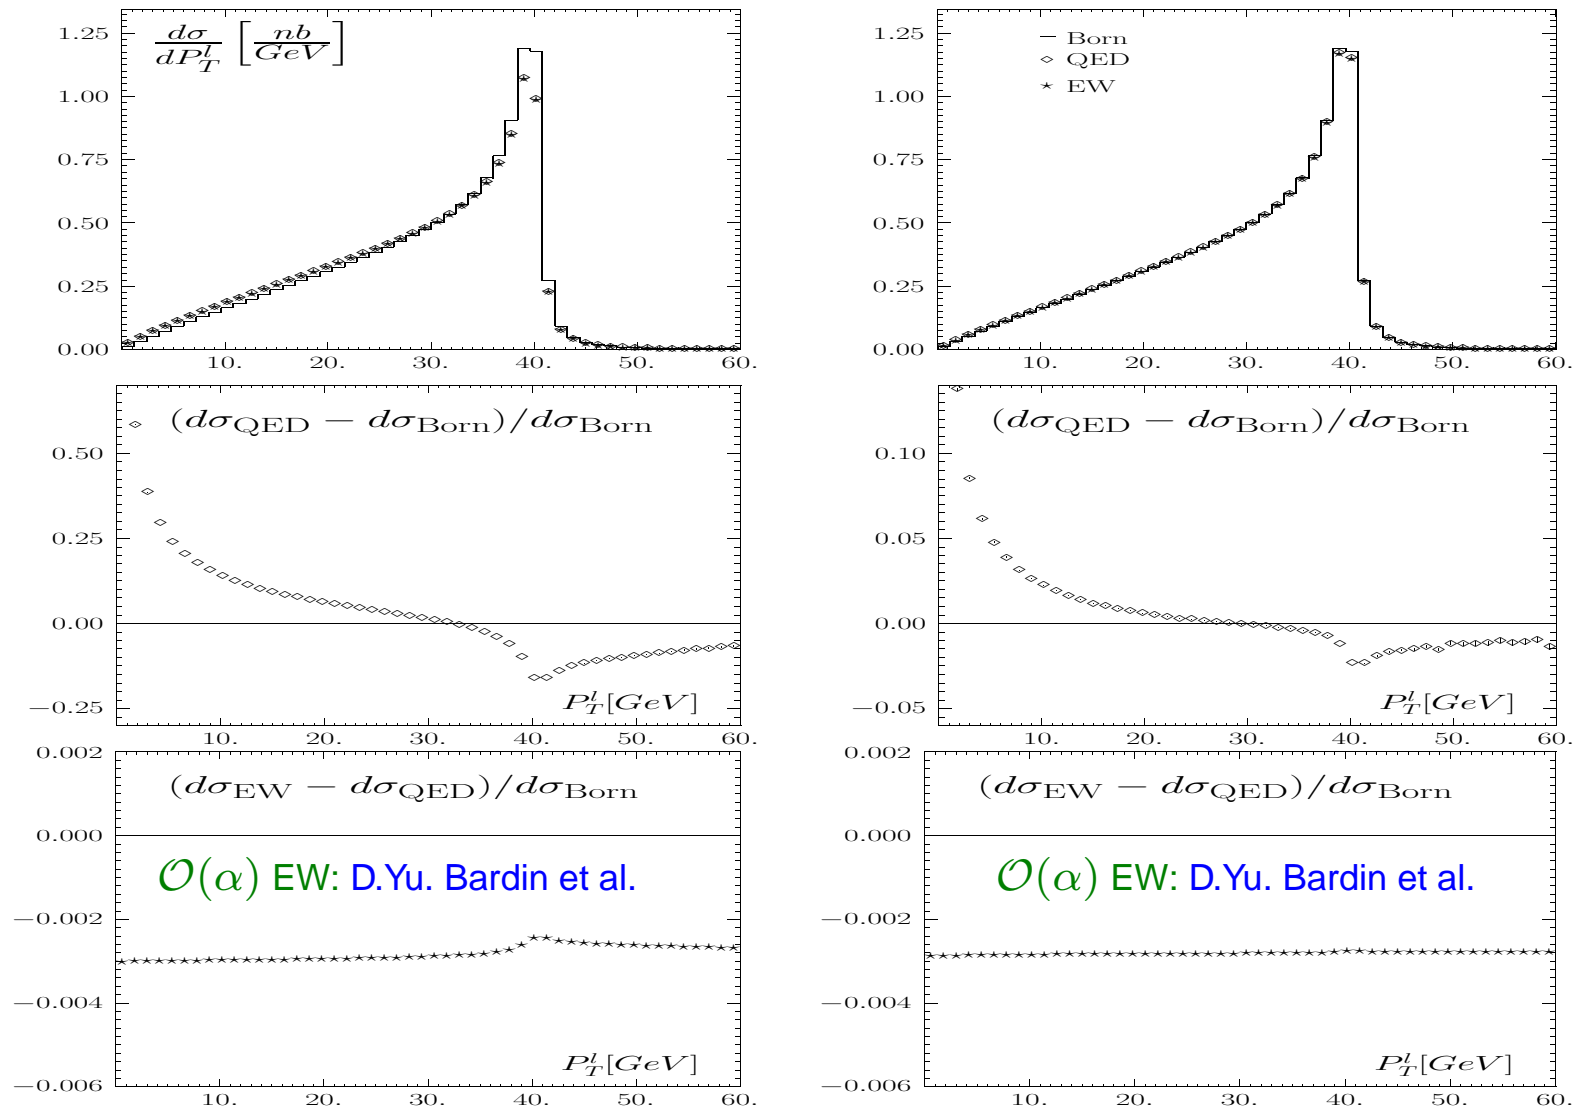 1.25
1.00
0.75
0.50
0.25
0.00
dσ/dP_T^l [nb/GeV]
10. 20. 30. 40. 50. 60.
1.25
1.00
0.75
0.50
0.25
0.00
Born
QED
EW
10. 20. 30. 40. 50. 60.
(dσ_QED − dσ_Born)/dσ_Born
0.50
0.25
0.00
−0.25
P_T^l[GeV]
10. 20. 30. 40. 50. 60.
(dσ_QED − dσ_Born)/dσ_Born
0.10
0.05
0.00
−0.05
P_T^l[GeV]
10. 20. 30. 40. 50. 60.
0.002
(dσ_EW − dσ_QED)/dσ_Born
0.000
O(α) EW: D.Yu. Bardin et al.
−0.002
−0.004
P_T^l[GeV]
−0.006
10. 20. 30. 40. 50. 60.
0.002
(dσ_EW − dσ_QED)/dσ_Born
0.000
O(α) EW: D.Yu. Bardin et al.
−0.002
−0.004
P_T^l[GeV]
−0.006
10. 20. 30. 40. 50. 60.